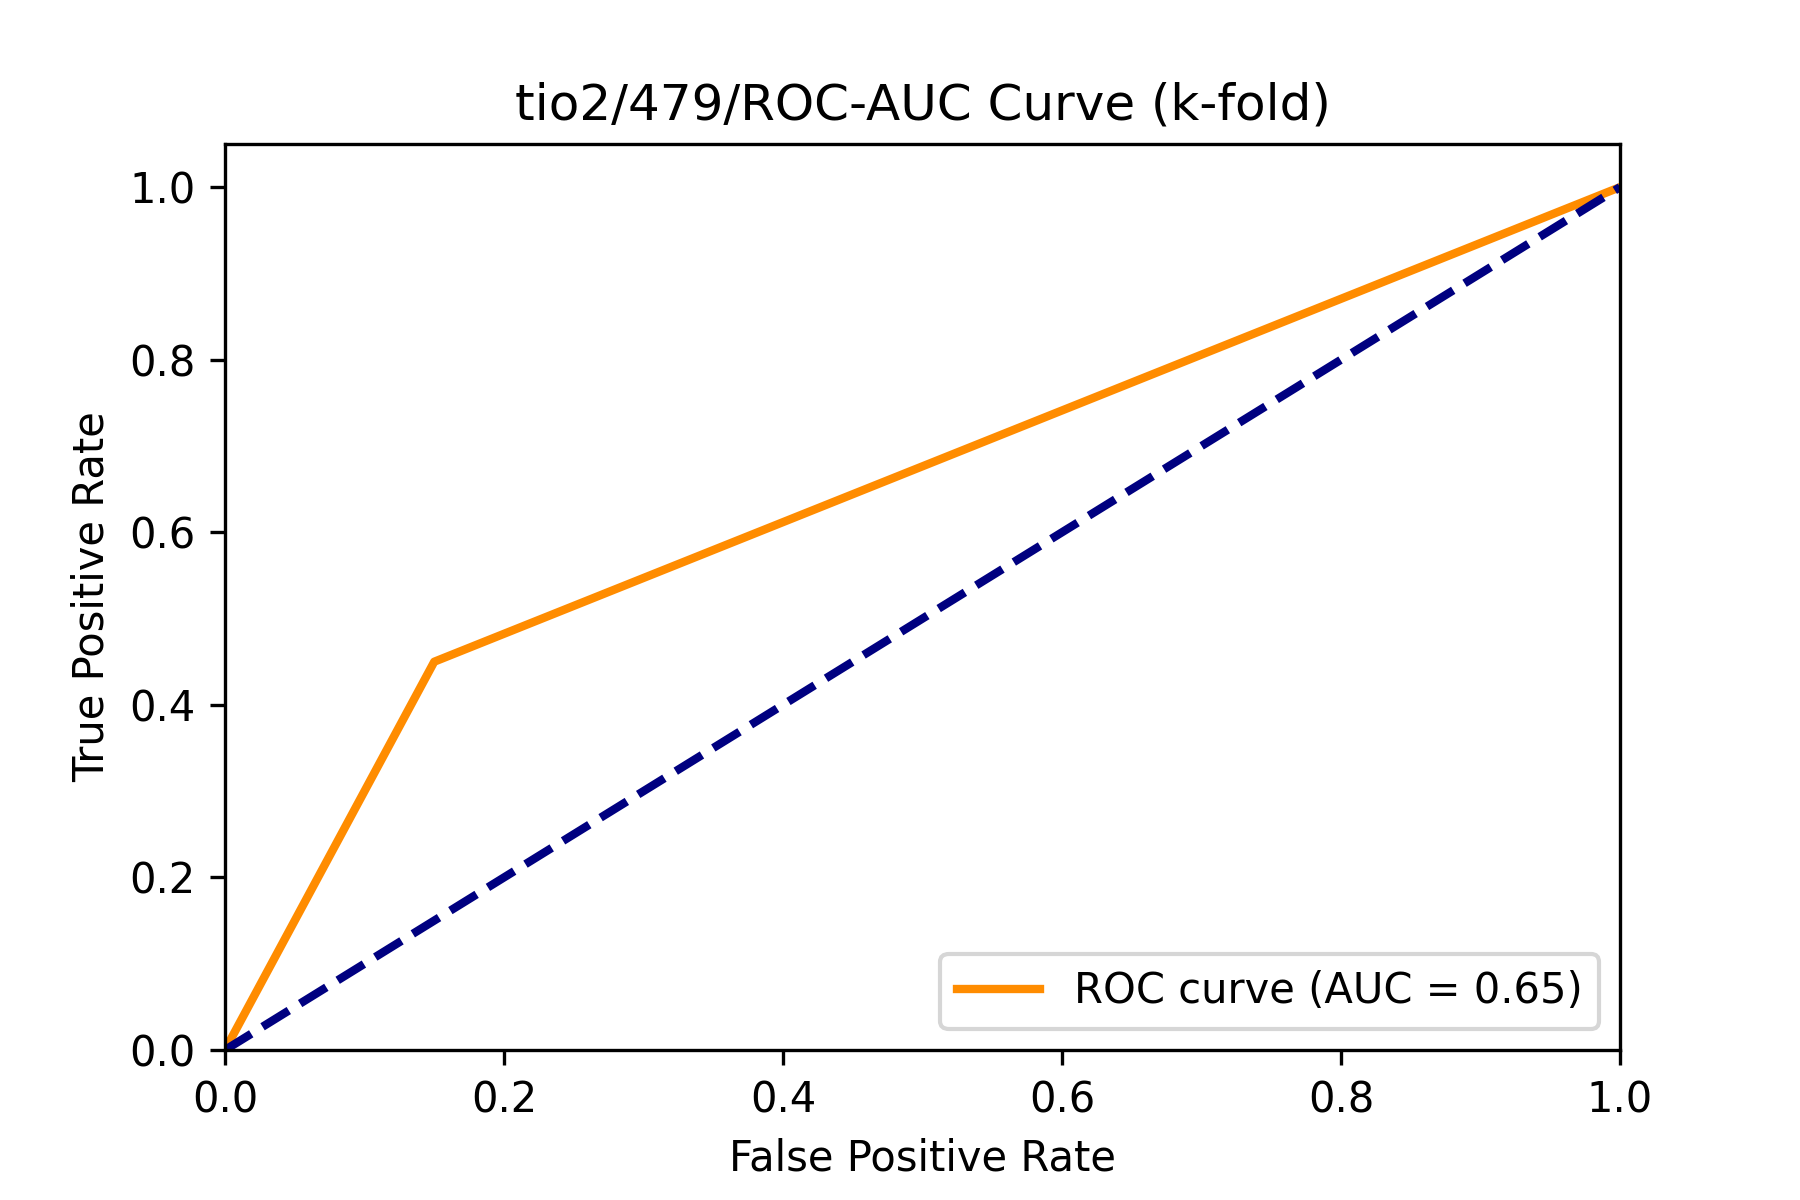 tio2/479/ROC-AUC Curve (k-fold)
1.0
0.8
0.6
0.4
0.2
0.0
True Positive Rate
ROC curve (AUC = 0.65)
0.0 0.2 0.4 0.6 0.8 1.0
False Positive Rate